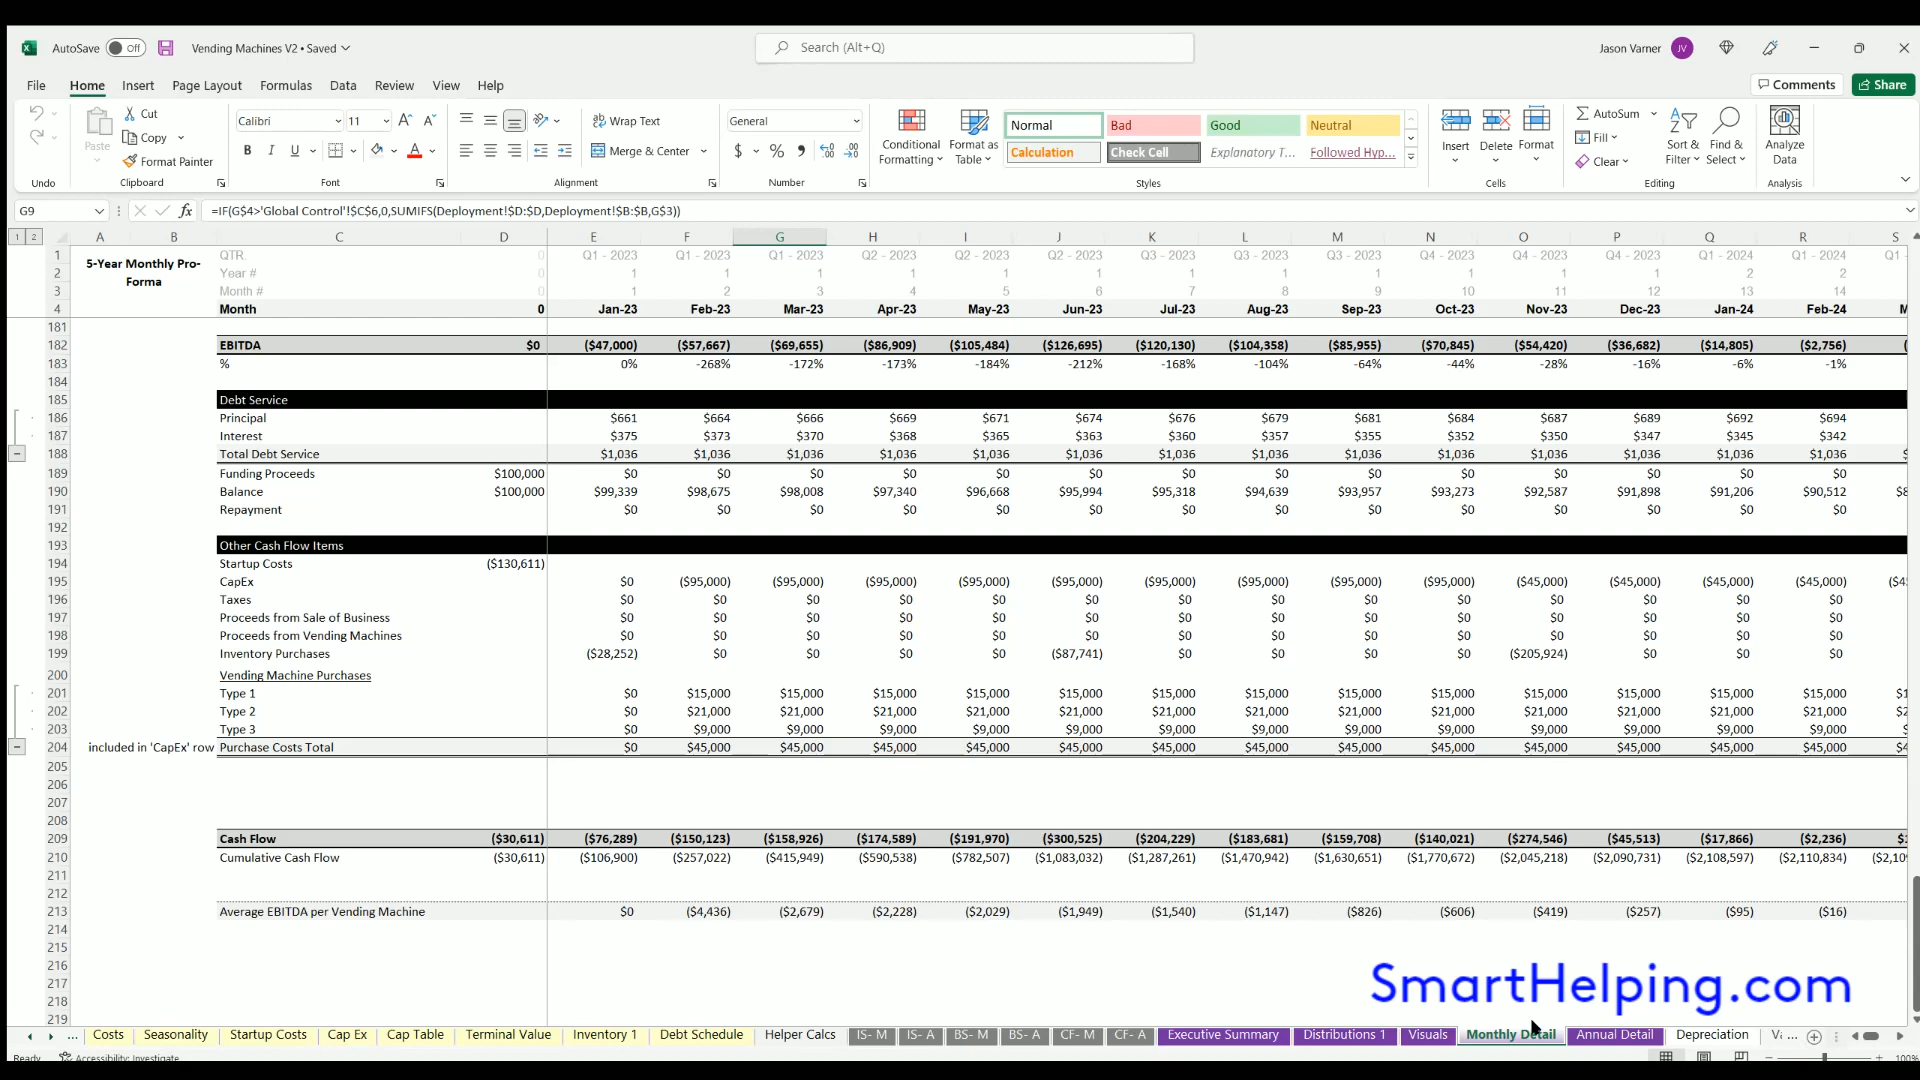 AutoSave Off Vending Machines V2 • Saved Search (Alt+Q) Jason Varner JV
File Home Insert Page Layout Formulas Data Review View Help Comments Share
Paste Cut Copy Format Painter
Calibri 11 B I U
Wrap Text Merge & Center
General $ % ,
Conditional Formatting Format as Table
Normal Bad Good Neutral
Calculation Check Cell Explanatory T... Followed Hyp...
Insert Delete Format
AutoSum Fill Clear Sort & Filter Find & Select Analyze Data
Undo Clipboard Font Alignment Number Styles Cells Editing Analysis
G9 fx =IF(G$4>'Global Control'!$C$6,0,SUMIFS(Deployment!$D:$D,Deployment!$B:$B,G$3))
1 2 A B C D E F G H I J K L M N O P Q R S
1 5-Year Monthly Pro-Forma QTR. 0 Q1 - 2023 Q1 - 2023 Q1 - 2023 Q2 - 2023 Q2 - 2023 Q2 - 2023 Q3 - 2023 Q3 - 2023 Q3 - 2023 Q4 - 2023 Q4 - 2023 Q4 - 2023 Q1 - 2024 Q1 - 2024 Q1 -
2 Year # 0 1 1 1 1 1 1 1 1 1 1 1 1 2 2
3 Month # 0 1 2 3 4 5 6 7 8 9 10 11 12 13 14
4 Month 0 Jan-23 Feb-23 Mar-23 Apr-23 May-23 Jun-23 Jul-23 Aug-23 Sep-23 Oct-23 Nov-23 Dec-23 Jan-24 Feb-24 M
181
182 EBITDA $0 ($47,000) ($57,667) ($69,655) ($86,909) ($105,484) ($126,695) ($120,130) ($104,358) ($85,955) ($70,845) ($54,420) ($36,682) ($14,805) ($2,756) (
183 % 0% -268% -172% -173% -184% -212% -168% -104% -64% -44% -28% -16% -6% -1%
184
185 Debt Service
186 Principal $661 $664 $666 $669 $671 $674 $676 $679 $681 $684 $687 $689 $692 $694
187 Interest $375 $373 $370 $368 $365 $363 $360 $357 $355 $352 $350 $347 $345 $342
188 Total Debt Service $1,036 $1,036 $1,036 $1,036 $1,036 $1,036 $1,036 $1,036 $1,036 $1,036 $1,036 $1,036 $1,036 $1,036 $
189 Funding Proceeds $100,000 $0 $0 $0 $0 $0 $0 $0 $0 $0 $0 $0 $0 $0 $0
190 Balance $100,000 $99,339 $98,675 $98,008 $97,340 $96,668 $95,994 $95,318 $94,639 $93,957 $93,273 $92,587 $91,898 $91,206 $90,512 $8
191 Repayment $0 $0 $0 $0 $0 $0 $0 $0 $0 $0 $0 $0 $0 $0
192
193 Other Cash Flow Items
194 Startup Costs ($130,611)
195 CapEx $0 ($95,000) ($95,000) ($95,000) ($95,000) ($95,000) ($95,000) ($95,000) ($95,000) ($95,000) ($45,000) ($45,000) ($45,000) ($45,000) ($4
196 Taxes $0 $0 $0 $0 $0 $0 $0 $0 $0 $0 $0 $0 $0 $0
197 Proceeds from Sale of Business $0 $0 $0 $0 $0 $0 $0 $0 $0 $0 $0 $0 $0 $0
198 Proceeds from Vending Machines $0 $0 $0 $0 $0 $0 $0 $0 $0 $0 $0 $0 $0 $0
199 Inventory Purchases ($28,252) $0 $0 $0 $0 ($87,741) $0 $0 $0 $0 ($205,924) $0 $0 $0
200 Vending Machine Purchases
201 Type 1 $0 $15,000 $15,000 $15,000 $15,000 $15,000 $15,000 $15,000 $15,000 $15,000 $15,000 $15,000 $15,000 $15,000 $1
202 Type 2 $0 $21,000 $21,000 $21,000 $21,000 $21,000 $21,000 $21,000 $21,000 $21,000 $21,000 $21,000 $21,000 $21,000 $2
203 Type 3 $0 $9,000 $9,000 $9,000 $9,000 $9,000 $9,000 $9,000 $9,000 $9,000 $9,000 $9,000 $9,000 $9,000 $
204 included in 'CapEx' row Purchase Costs Total $0 $45,000 $45,000 $45,000 $45,000 $45,000 $45,000 $45,000 $45,000 $45,000 $45,000 $45,000 $45,000 $45,000 $4
205
206
207
208
209 Cash Flow ($30,611) ($76,289) ($150,123) ($158,926) ($174,589) ($191,970) ($300,525) ($204,229) ($183,681) ($159,708) ($140,021) ($274,546) ($45,513) ($17,866) ($2,236) $
210 Cumulative Cash Flow ($30,611) ($106,900) ($257,022) ($415,949) ($590,538) ($782,507) ($1,083,032) ($1,287,261) ($1,470,942) ($1,630,651) ($1,770,672) ($2,045,218) ($2,090,731) ($2,108,597) ($2,110,834) ($2,10
211
212
213 Average EBITDA per Vending Machine $0 ($4,436) ($2,679) ($2,228) ($2,029) ($1,949) ($1,540) ($1,147) ($826) ($606) ($419) ($257) ($95) ($16)
214
215
216
217
218
219
SmartHelping.com
... Costs Seasonality Startup Costs Cap Ex Cap Table Terminal Value Inventory 1 Debt Schedule Helper Calcs IS- M IS- A BS- M BS- A CF- M CF- A Executive Summary Distributions 1 Visuals Monthly Detail Annual Detail Depreciation ...
Ready Accessibility: Investigate 100%